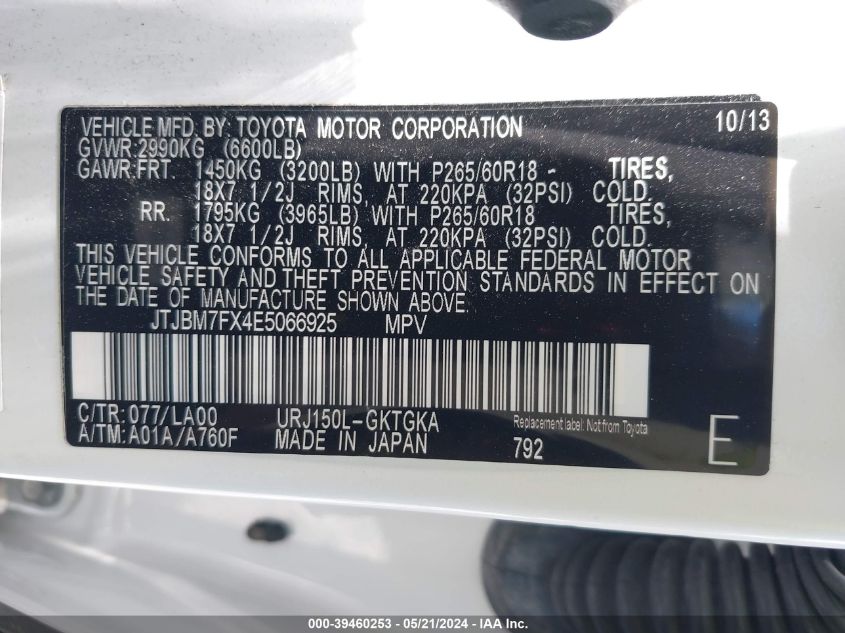 VEHICLE MFD. BY: TOYOTA MOTOR CORPORATION 10/13
GVWR:2990KG (6600LB)
GAWR:FRT. 1450KG (3200LB) WITH P265/60R18 - TIRES,
18X7 1/2J RIMS, AT 220KPA (32PSI) COLD.
RR. 1795KG (3965LB) WITH P265/60R18 TIRES,
18X7 1/2J RIMS, AT 220KPA (32PSI) COLD.
THIS VEHICLE CONFORMS TO ALL APPLICABLE FEDERAL MOTOR
VEHICLE SAFETY AND THEFT PREVENTION STANDARDS IN EFFECT ON
THE DATE OF MANUFACTURE SHOWN ABOVE.
JTJBM7FX4E5066925 MPV
C/TR: 077/LA00 URJ150L-GKTGKA Replacement label: Not from Toyota
A/TM: A01A/A760F MADE IN JAPAN 792 E
000-39460253 - 05/21/2024 - IAA Inc.